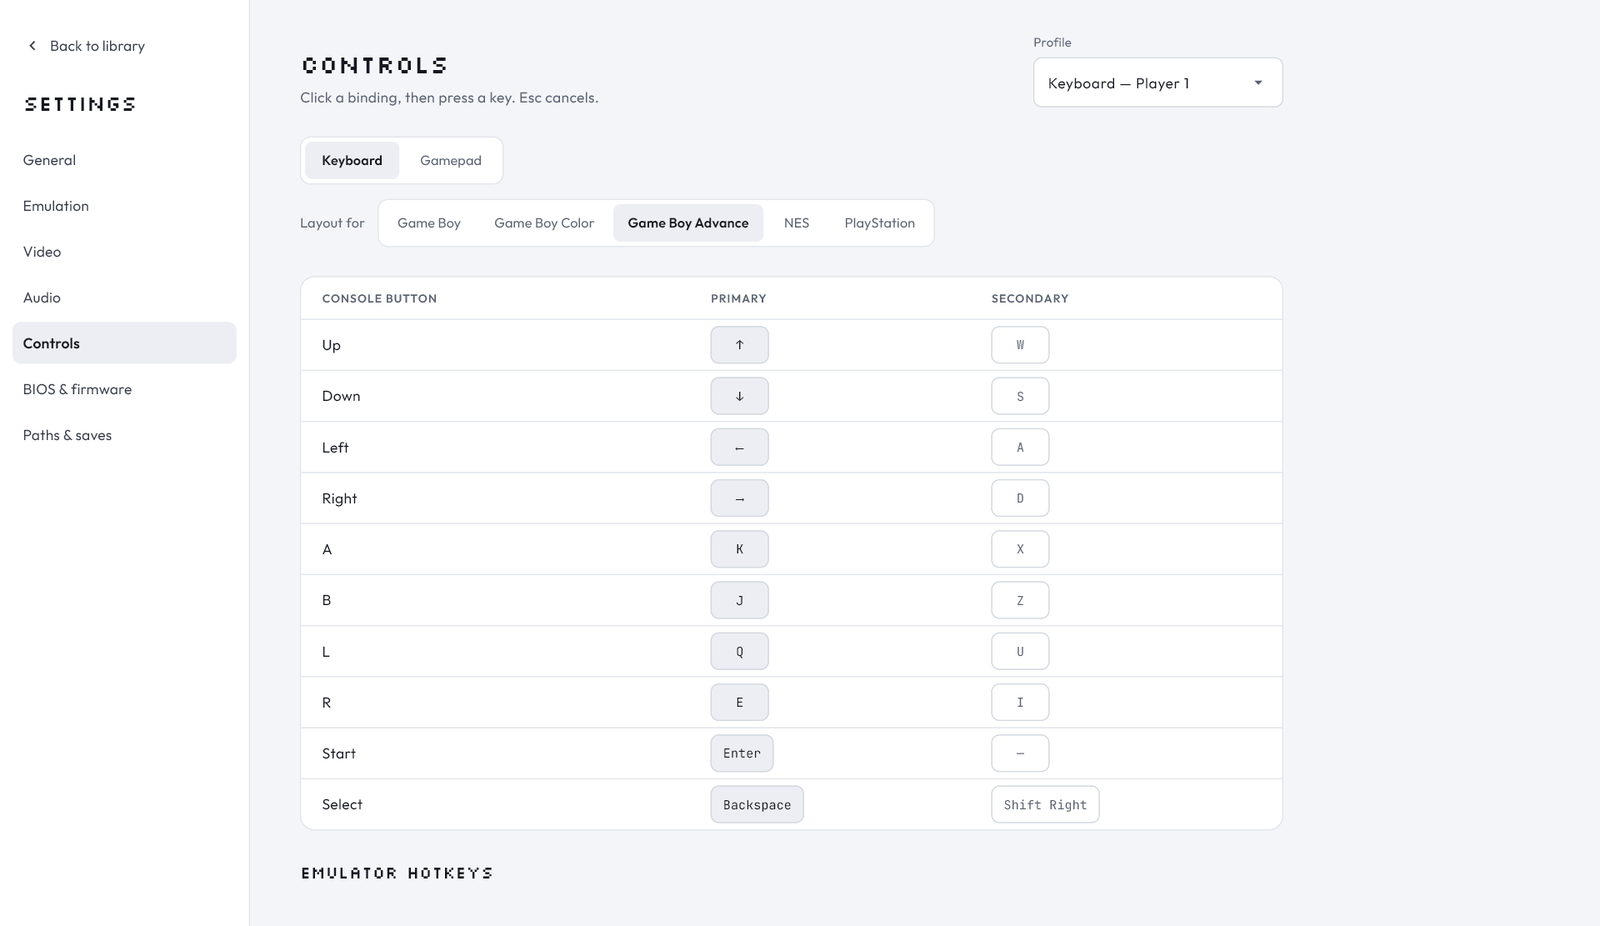 Back to library
SETTINGS
General
Emulation
Video
Audio
Controls
BIOS & firmware
Paths & saves
CONTROLS
Click a binding, then press a key. Esc cancels.
Profile
Keyboard — Player 1
Keyboard Gamepad
Layout for Game Boy Game Boy Color Game Boy Advance NES PlayStation
CONSOLE BUTTON PRIMARY SECONDARY
Up ↑ W
Down ↓ S
Left ← A
Right → D
A K X
B J Z
L Q U
R E I
Start Enter —
Select Backspace Shift Right
EMULATOR HOTKEYS